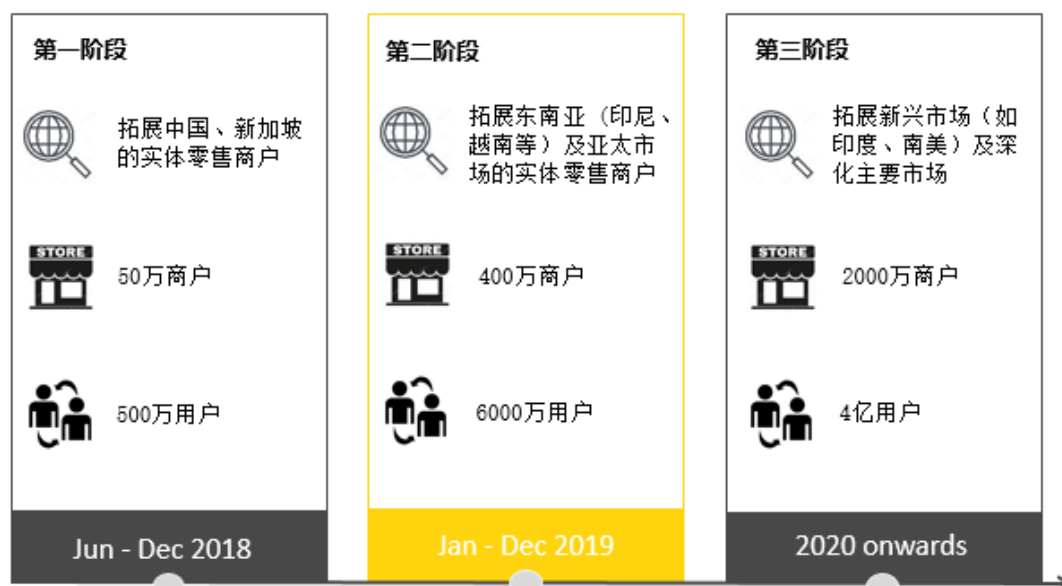 第一阶段
拓展中国、新加坡
的实体零售商户
STORE
50万商户
500万用户
Jun - Dec 2018
第二阶段
拓展东南亚（印尼、
越南等）及亚太市
场的实体零售商户
STORE
400万商户
6000万用户
Jan - Dec 2019
第三阶段
拓展新兴市场（如
印度、南美）及深
化主要市场
STORE
2000万商户
4亿用户
2020 onwards